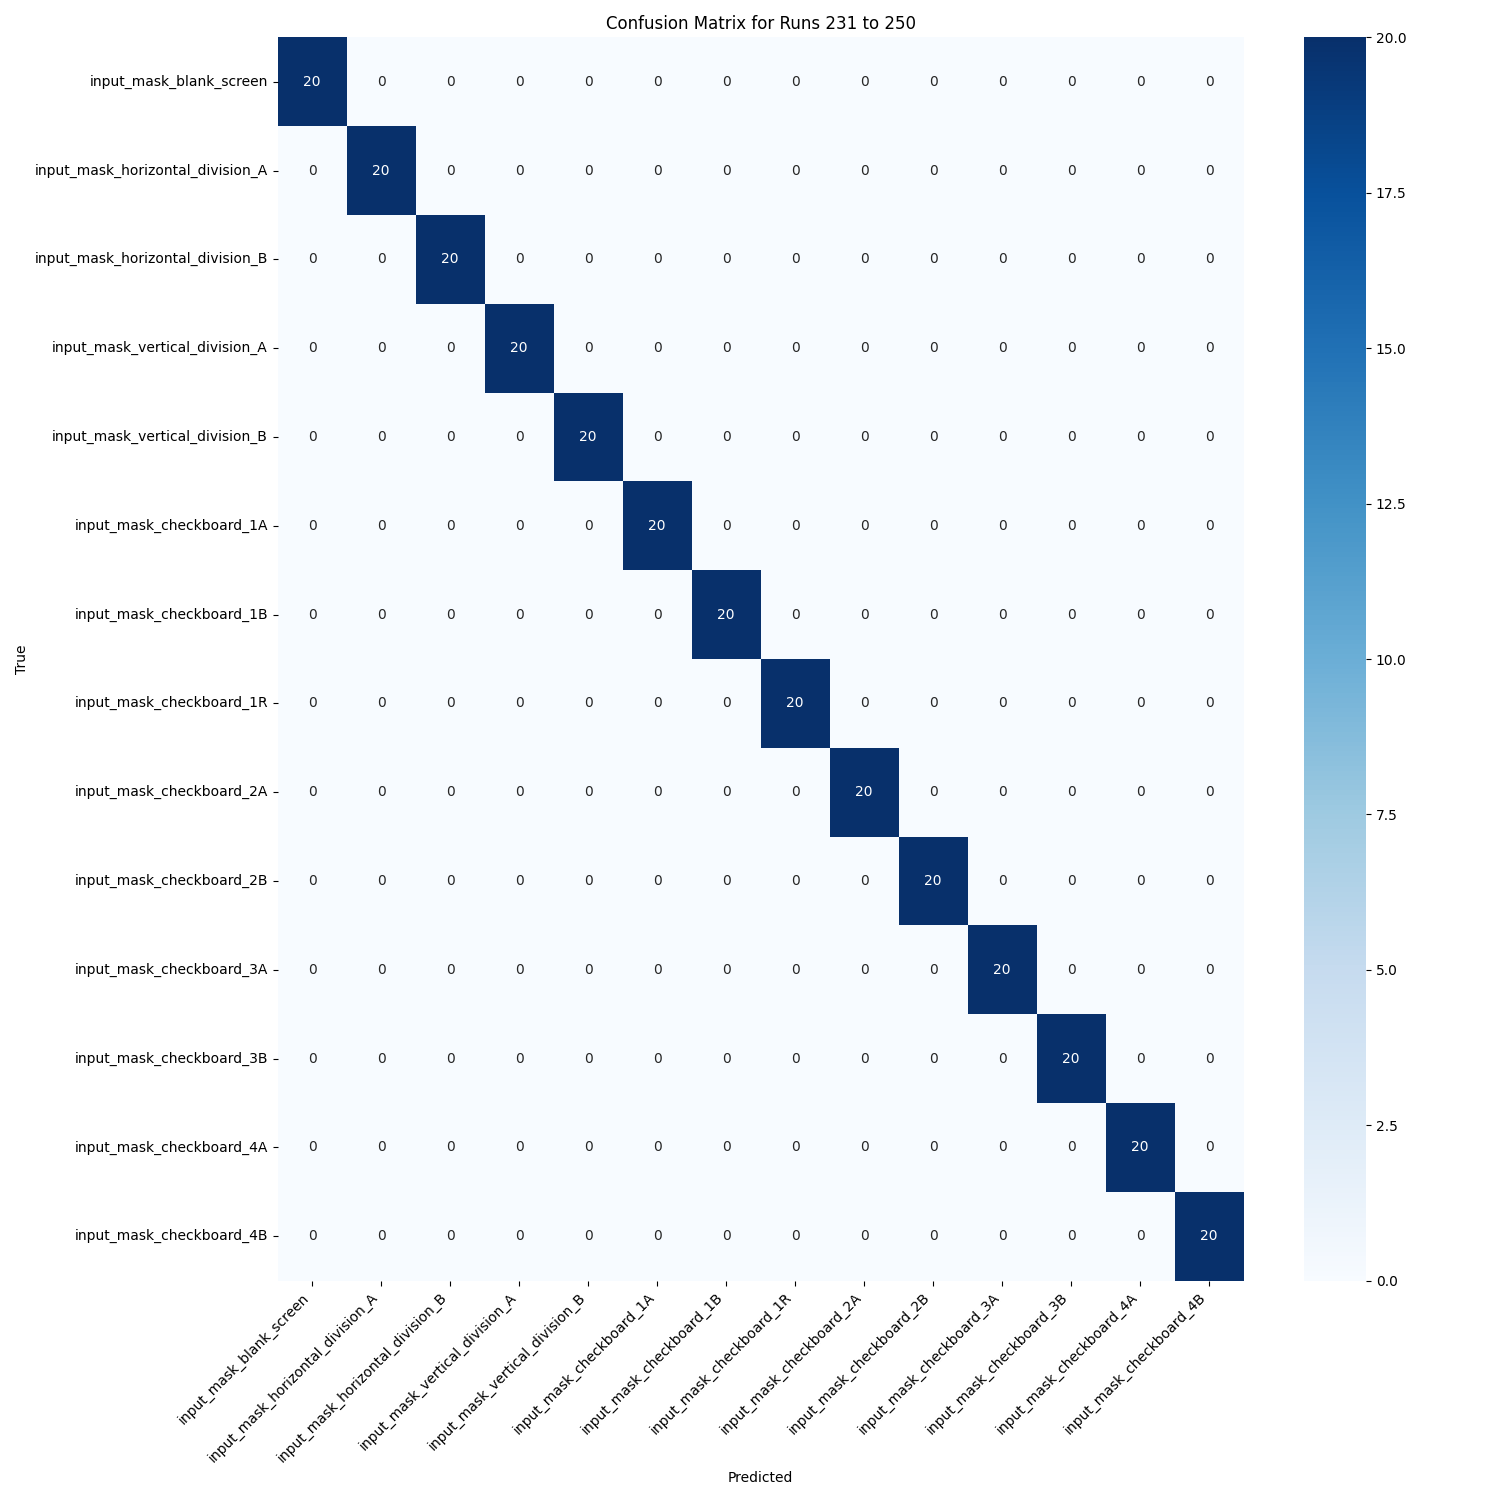 Confusion Matrix for Runs 231 to 250
input_mask_blank_screen 20 0 0 0 0 0 0 0 0 0 0 0 0 0
input_mask_horizontal_division_A 0 20 0 0 0 0 0 0 0 0 0 0 0 0
input_mask_horizontal_division_B 0 0 20 0 0 0 0 0 0 0 0 0 0 0
input_mask_vertical_division_A 0 0 0 20 0 0 0 0 0 0 0 0 0 0
input_mask_vertical_division_B 0 0 0 0 20 0 0 0 0 0 0 0 0 0
input_mask_checkboard_1A 0 0 0 0 0 20 0 0 0 0 0 0 0 0
input_mask_checkboard_1B 0 0 0 0 0 0 20 0 0 0 0 0 0 0
input_mask_checkboard_1R 0 0 0 0 0 0 0 20 0 0 0 0 0 0
input_mask_checkboard_2A 0 0 0 0 0 0 0 0 20 0 0 0 0 0
input_mask_checkboard_2B 0 0 0 0 0 0 0 0 0 20 0 0 0 0
input_mask_checkboard_3A 0 0 0 0 0 0 0 0 0 0 20 0 0 0
input_mask_checkboard_3B 0 0 0 0 0 0 0 0 0 0 0 20 0 0
input_mask_checkboard_4A 0 0 0 0 0 0 0 0 0 0 0 0 20 0
input_mask_checkboard_4B 0 0 0 0 0 0 0 0 0 0 0 0 0 20
True
input_mask_blank_screen
input_mask_horizontal_division_A
input_mask_horizontal_division_B
input_mask_vertical_division_A
input_mask_vertical_division_B
input_mask_checkboard_1A
input_mask_checkboard_1B
input_mask_checkboard_1R
input_mask_checkboard_2A
input_mask_checkboard_2B
input_mask_checkboard_3A
input_mask_checkboard_3B
input_mask_checkboard_4A
input_mask_checkboard_4B
Predicted
20.0
17.5
15.0
12.5
10.0
7.5
5.0
2.5
0.0